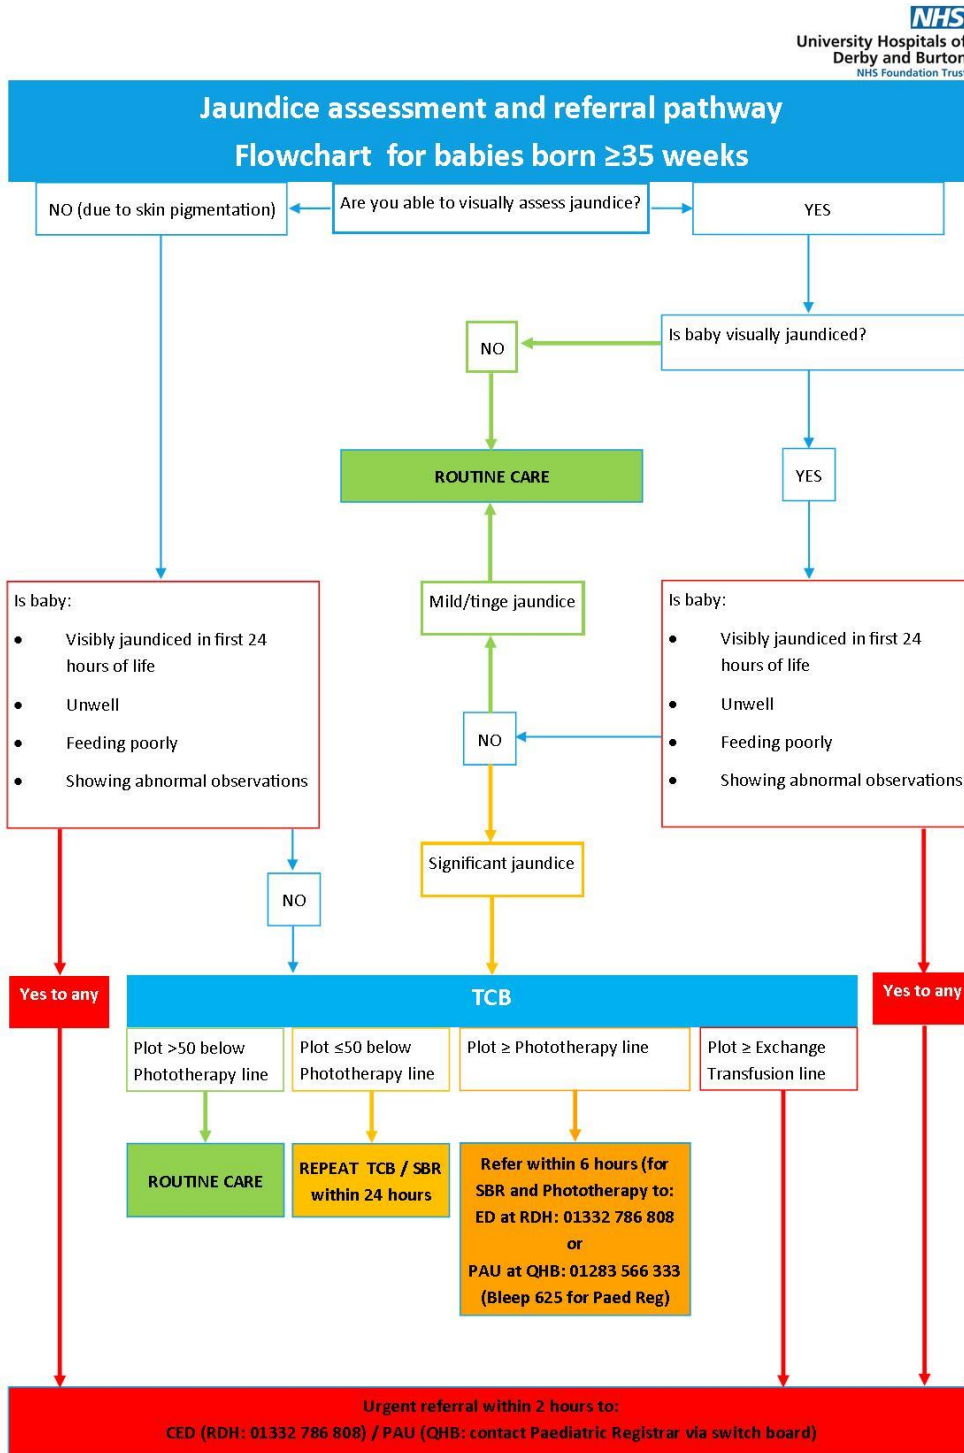 NHS
University Hospitals of
Derby and Burton
NHS Foundation Trust
Jaundice assessment and referral pathway
Flowchart for babies born ≥35 weeks
NO (due to skin pigmentation)
Are you able to visually assess jaundice?
YES
Is baby visually jaundiced?
NO
ROUTINE CARE
YES
Mild/tinge jaundice
Is baby:
• Visibly jaundiced in first 24
hours of life
• Unwell
• Feeding poorly
• Showing abnormal observations
NO
Is baby:
• Visibly jaundiced in first 24
hours of life
• Unwell
• Feeding poorly
• Showing abnormal observations
Significant jaundice
NO
Yes to any
TCB
Yes to any
Plot >50 below
Phototherapy line
Plot ≤50 below
Phototherapy line
Plot ≥ Phototherapy line
Plot ≥ Exchange
Transfusion line
ROUTINE CARE
REPEAT TCB / SBR
within 24 hours
Refer within 6 hours (for
SBR and Phototherapy to:
ED at RDH: 01332 786 808
or
PAU at QHB: 01283 566 333
(Bleep 625 for Paed Reg)
Urgent referral within 2 hours to:
CED (RDH: 01332 786 808) / PAU (QHB: contact Paediatric Registrar via switch board)